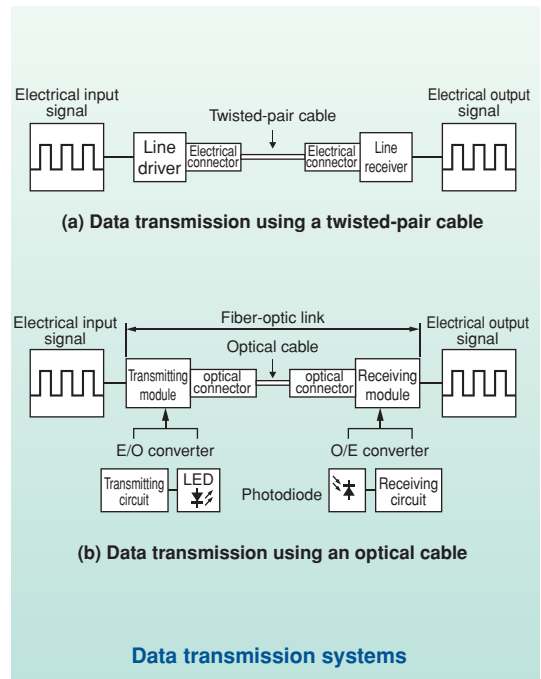 Electrical input
signal
Twisted-pair cable
Electrical output
signal
Line
driver
Electrical
connector
Electrical
connector
Line
receiver
(a) Data transmission using a twisted-pair cable
Fiber-optic link
Electrical input
signal
Optical cable
Electrical output
signal
Transmitting
module
optical
connector
optical
connector
Receiving
module
E/O converter
O/E converter
Transmitting
circuit
LED
Photodiode
Receiving
circuit
(b) Data transmission using an optical cable
Data transmission systems